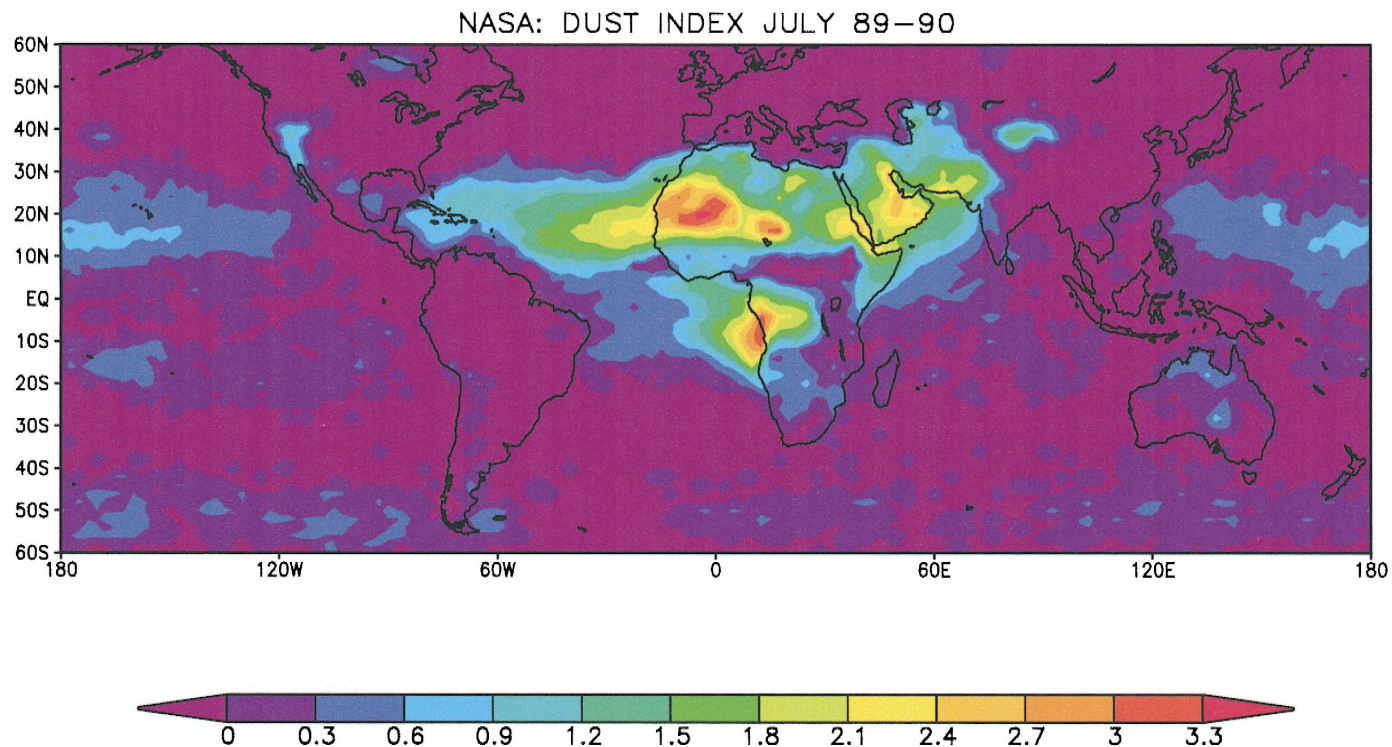 NASA: DUST INDEX JULY 89-90
60N
50N
40N
30N
20N
10N
EQ
10S
20S
30S
40S
50S
60S
180 120W 60W 0 60E 120E 180
0 0.3 0.6 0.9 1.2 1.5 1.8 2.1 2.4 2.7 3 3.3